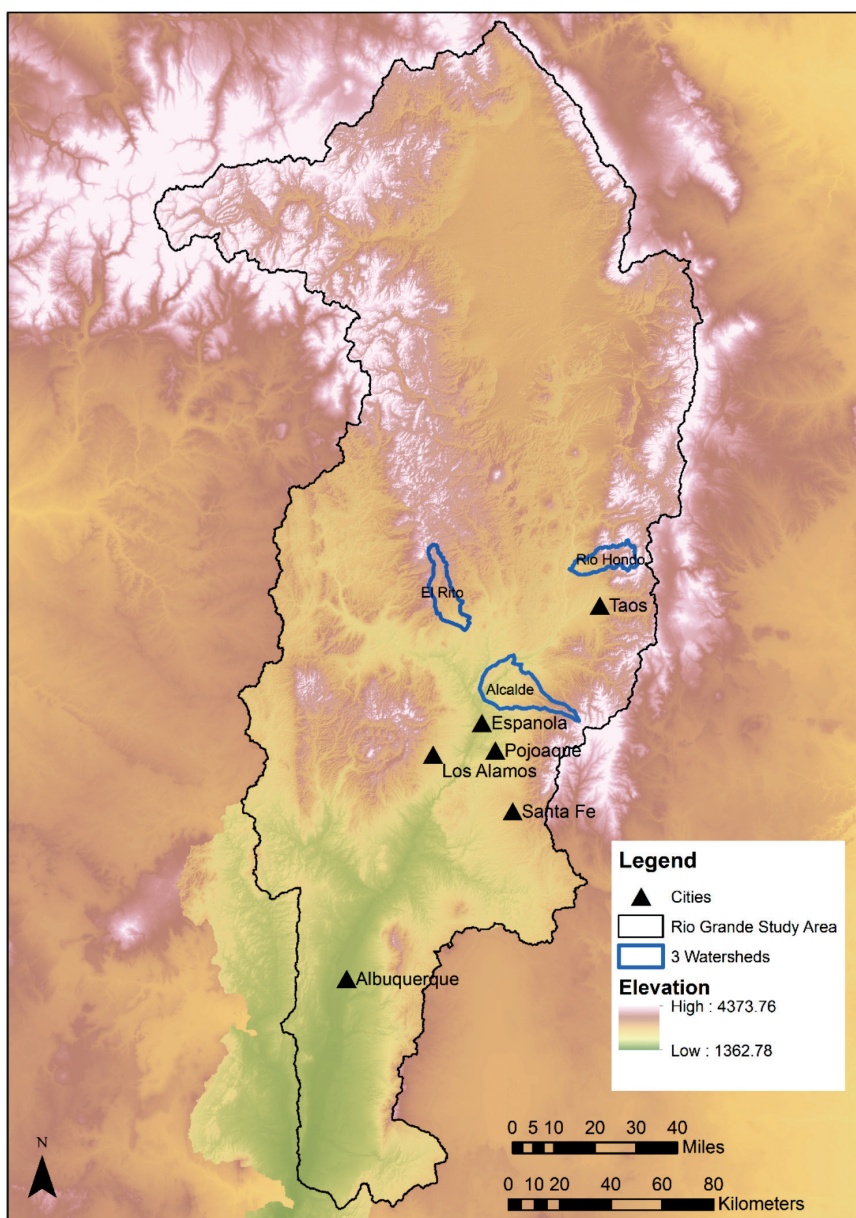 Rio Hondo
El Rito
Taos
Alcalde
Espanola
Pojoaque
Los Alamos
Santa Fe
Albuquerque
Legend
Cities
Rio Grande Study Area
3 Watersheds
Elevation
High : 4373.76
Low : 1362.78
N
0 5 10 20 30 40
Miles
0 10 20 40 60 80
Kilometers